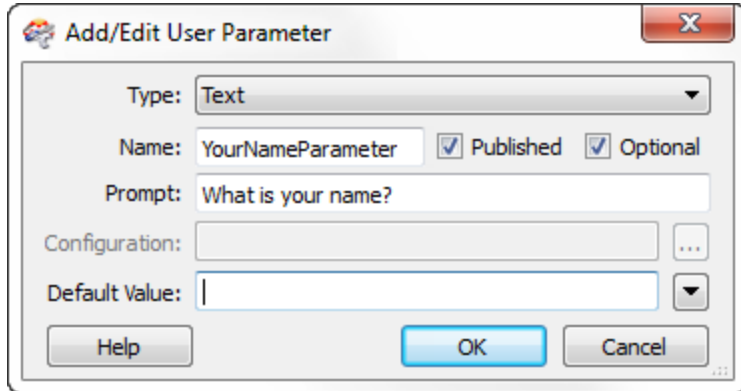 Add/Edit User Parameter
Type: Text
Name: YourNameParameter Published Optional
Prompt: What is your name?
Configuration: ...
Default Value:
Help OK Cancel